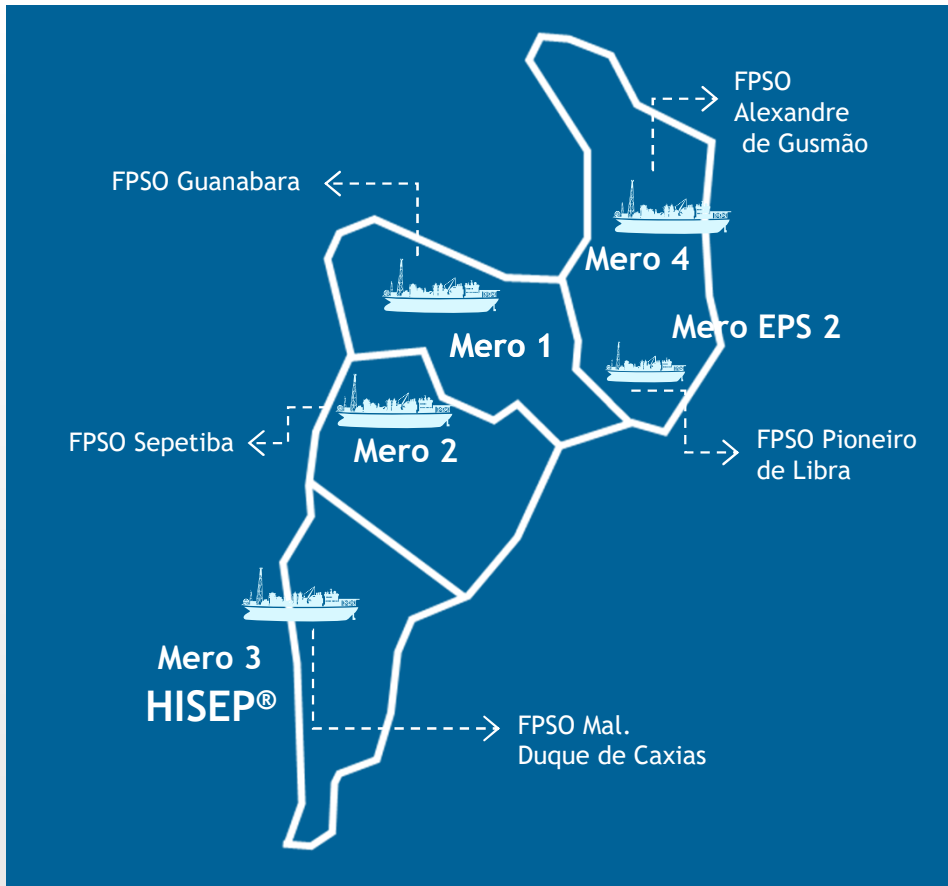 FPSO
Alexandre
de Gusmão
FPSO Guanabara
Mero 4
Mero EPS 2
Mero 1
FPSO Sepetiba
Mero 2
FPSO Pioneiro
de Libra
Mero 3
HISEP®
FPSO Mal.
Duque de Caxias